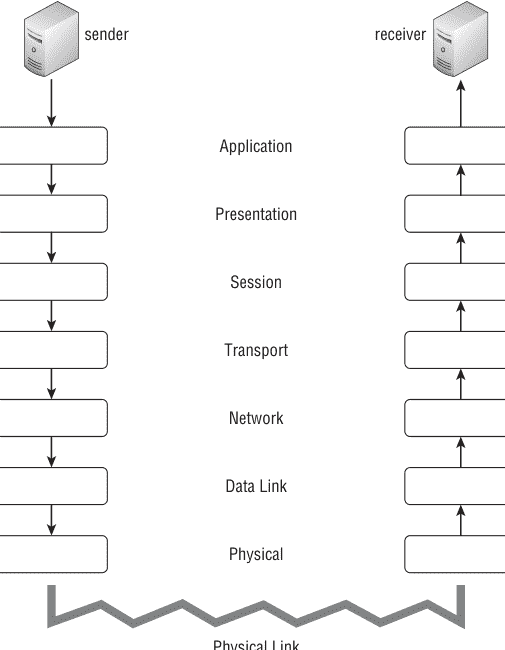 sender
receiver
Application
Presentation
Session
Transport
Network
Data Link
Physical
Physical Link